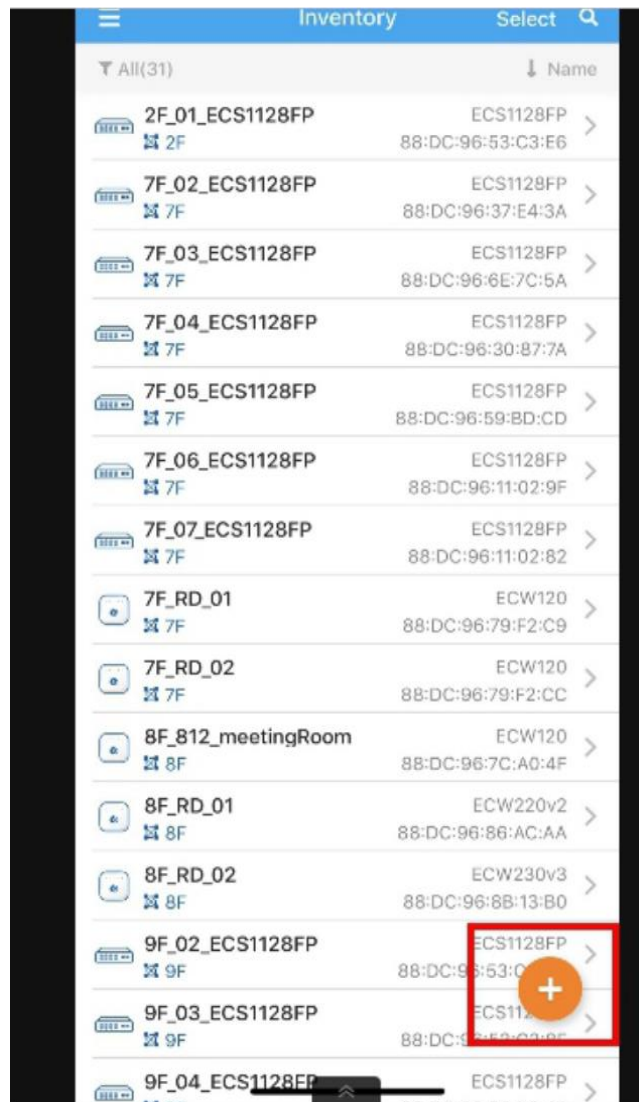 Inventory Select
All(31) Name
2F_01_ECS1128FP ECS1128FP
2F 88:DC:96:53:C3:E6
7F_02_ECS1128FP ECS1128FP
7F 88:DC:96:37:E4:3A
7F_03_ECS1128FP ECS1128FP
7F 88:DC:96:6E:7C:5A
7F_04_ECS1128FP ECS1128FP
7F 88:DC:96:30:87:7A
7F_05_ECS1128FP ECS1128FP
7F 88:DC:96:59:BD:CD
7F_06_ECS1128FP ECS1128FP
7F 88:DC:96:11:02:9F
7F_07_ECS1128FP ECS1128FP
7F 88:DC:96:11:02:82
7F_RD_01 ECW120
7F 88:DC:96:79:F2:C9
7F_RD_02 ECW120
7F 88:DC:96:79:F2:CC
8F_812_meetingRoom ECW120
8F 88:DC:96:7C:A0:4F
8F_RD_01 ECW220v2
8F 88:DC:96:86:AC:AA
8F_RD_02 ECW230v3
8F 88:DC:96:8B:13:B0
9F_02_ECS1128FP ECS1128FP
9F
9F_03_ECS1128FP
9F
9F_04_ECS1128FP ECS1128FP